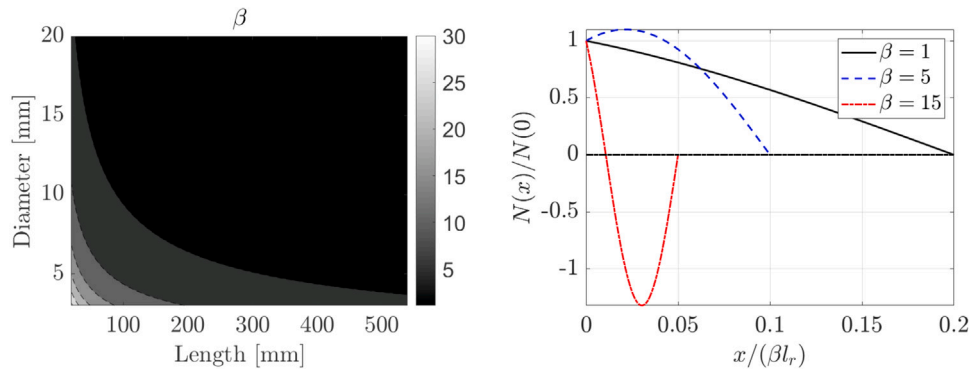 β
Diameter [mm]
20
15
10
5
100 200 300 400 500
Length [mm]
30
25
20
15
10
5
N(x)/N(0)
1
0.5
0
-0.5
-1
0 0.05 0.1 0.15 0.2
x/(βl_r)
β = 1
β = 5
β = 15